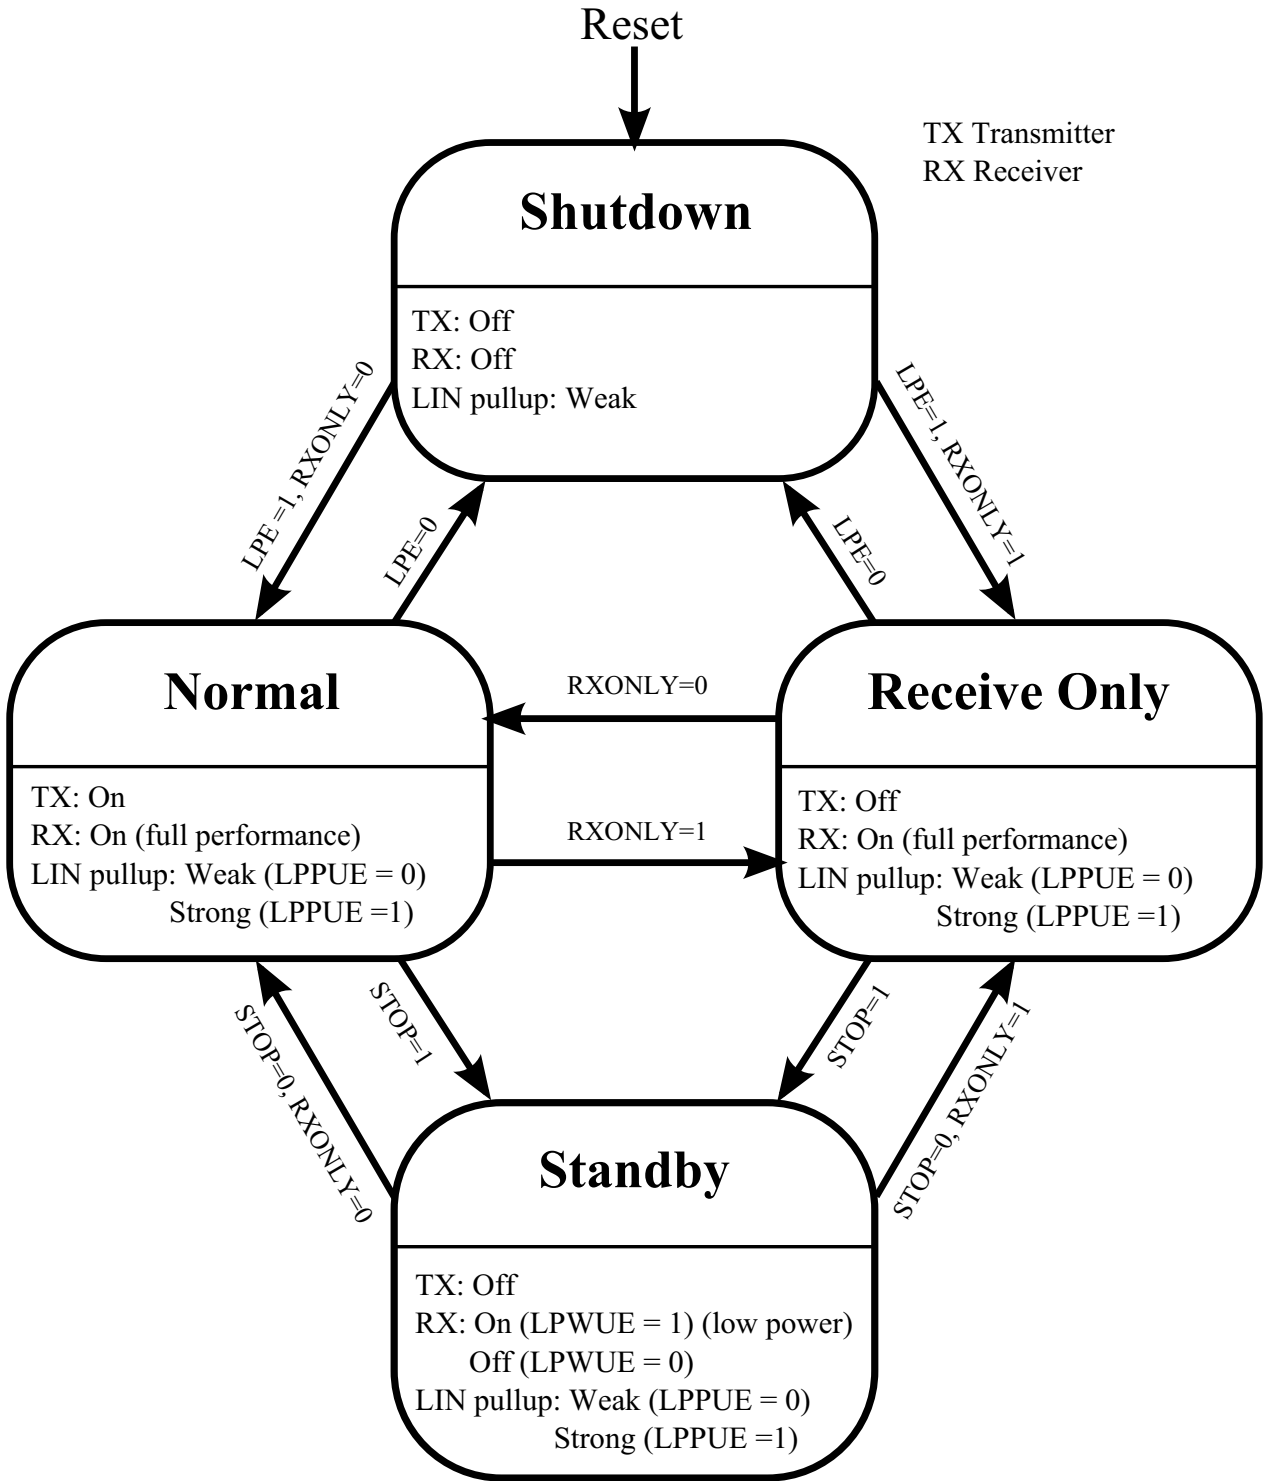 Reset
TX Transmitter
RX Receiver
Shutdown
TX: Off
RX: Off
LIN pullup: Weak
LPE =1, RXONLY=0
LPE=0
LPE=0
LPE=1, RXONLY=1
Normal
TX: On
RX: On (full performance)
LIN pullup: Weak (LPPUE = 0)
Strong (LPPUE =1)
RXONLY=0
RXONLY=1
Receive Only
TX: Off
RX: On (full performance)
LIN pullup: Weak (LPPUE = 0)
Strong (LPPUE =1)
STOP=0, RXONLY=0
STOP=1
STOP=1
STOP=0, RXONLY=1
Standby
TX: Off
RX: On (LPWUE = 1) (low power)
Off (LPWUE = 0)
LIN pullup: Weak (LPPUE = 0)
Strong (LPPUE =1)